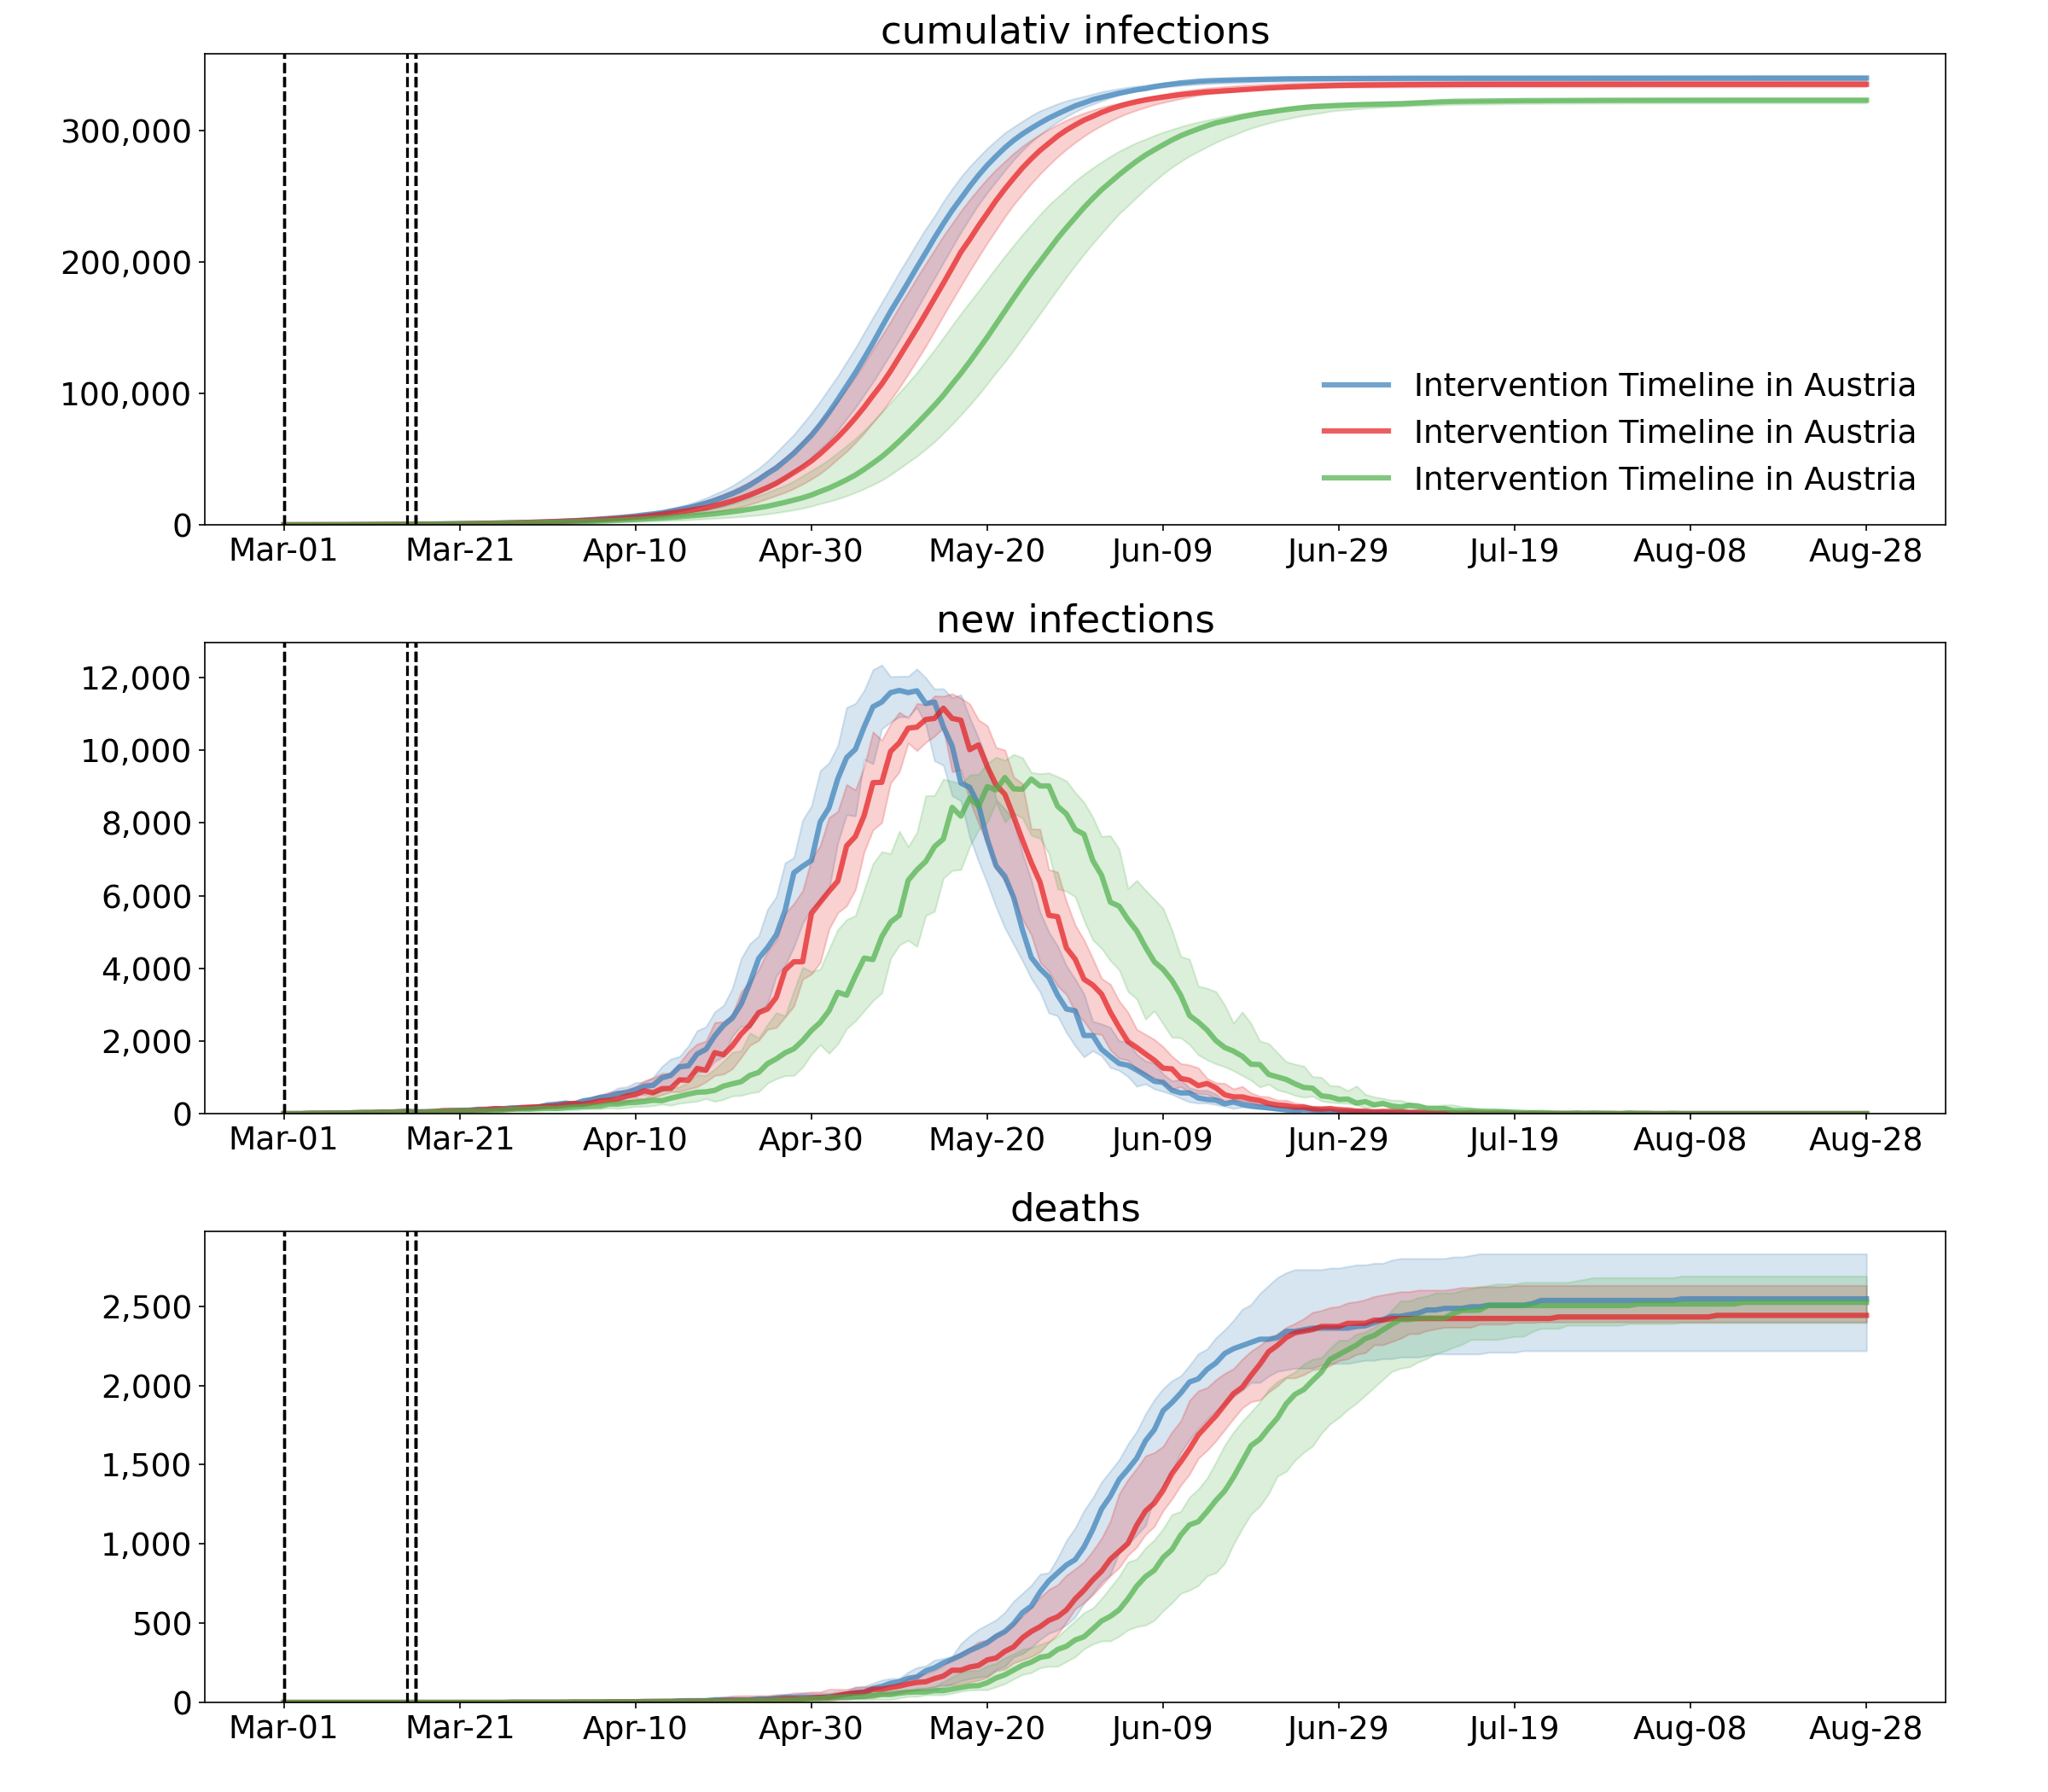 cumulativ infections
300,000
200,000
100,000
0
Intervention Timeline in Austria
Intervention Timeline in Austria
Intervention Timeline in Austria
Mar-01 Mar-21 Apr-10 Apr-30 May-20 Jun-09 Jun-29 Jul-19 Aug-08 Aug-28
new infections
12,000
10,000
8,000
6,000
4,000
2,000
0
Mar-01 Mar-21 Apr-10 Apr-30 May-20 Jun-09 Jun-29 Jul-19 Aug-08 Aug-28
deaths
2,500
2,000
1,500
1,000
500
0
Mar-01 Mar-21 Apr-10 Apr-30 May-20 Jun-09 Jun-29 Jul-19 Aug-08 Aug-28